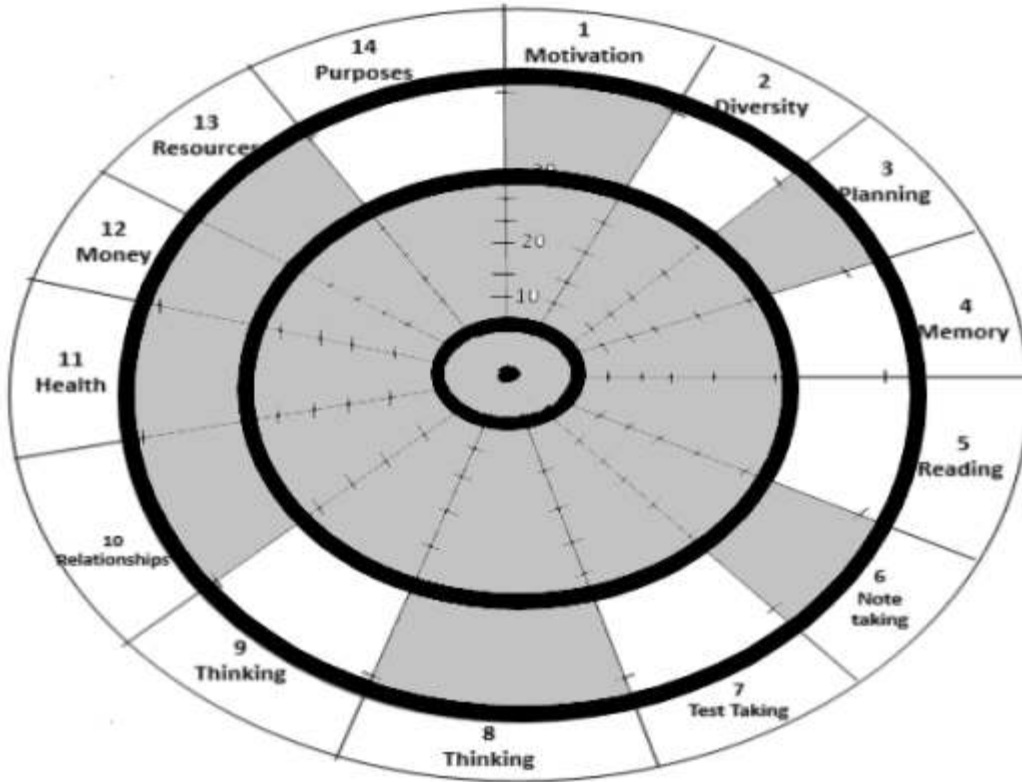 1
Motivation
2
Diversity
3
Planning
4
Memory
5
Reading
6
Note
taking
7
Test Taking
8
Thinking
9
Thinking
10
Relationships
11
Health
12
Money
13
Resources
14
Purposes
20
10